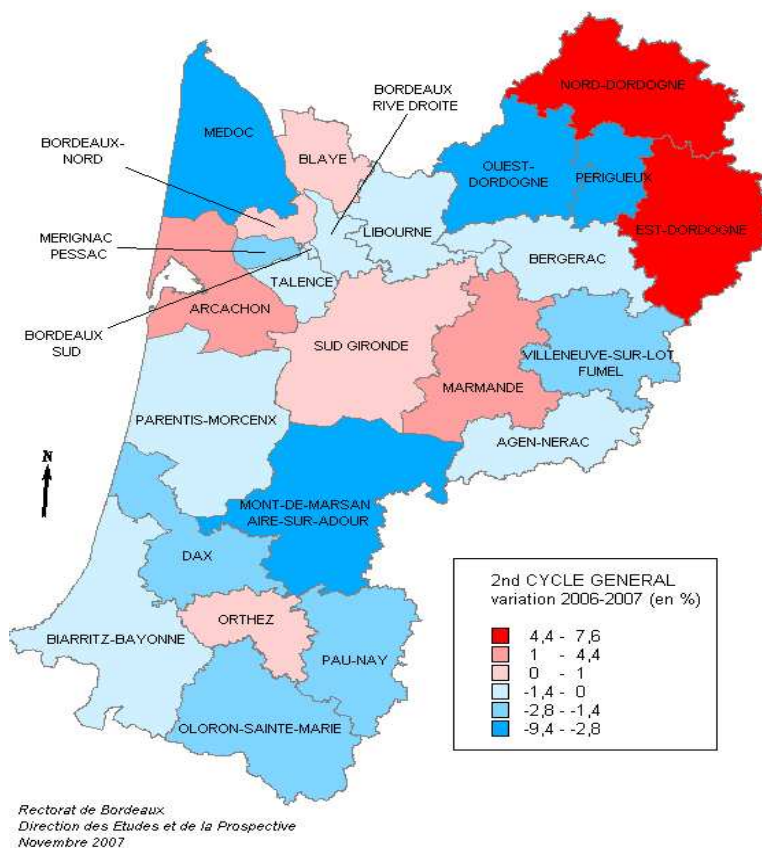 NORD-DORDOGNE
BORDEAUX
RIVE DROITE
MEDOC
BORDEAUX-
NORD
BLAYE
OUEST-
DORDOGNE
PERIGUEUX
MERIGNAC
PESSAC
LIBOURNE
EST-DORDOGNE
BERGERAC
TALENCE
ARCACHON
BORDEAUX
SUD
SUD GIRONDE
VILLENEUVE-SUR-LOT
FUMEL
MARMANDE
PARENTIS-MORCENX
AGEN-NERAC
N
MONT-DE-MARSAN
AIRE-SUR-ADOUR
DAX
2nd CYCLE GENERAL
variation 2006-2007 (en %)
4,4 - 7,6
1 - 4,4
0 - 1
-1,4 - 0
-2,8 - -1,4
-9,4 - -2,8
ORTHEZ
BIARRITZ-BAYONNE
PAU-NAY
OLORON-SAINTE-MARIE
Rectorat de Bordeaux
Direction des Etudes et de la Prospective
Novembre 2007